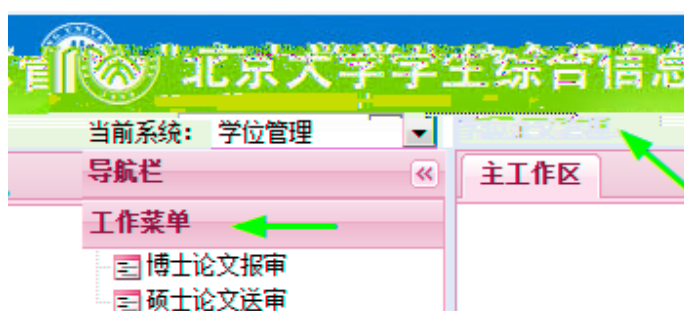 北京大学学生综合信息
当前系统： 学位管理
导航栏
主工作区
工作菜单
博士论文报审
硕士论文送审